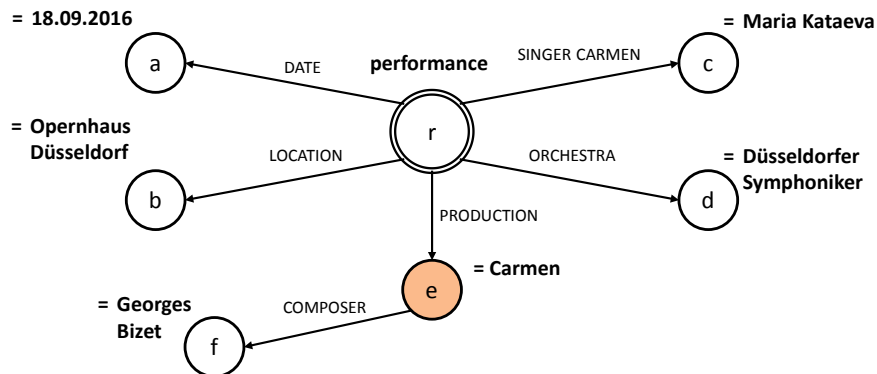 = 18.09.2016
= Maria Kataeva
a
DATE
performance
SINGER CARMEN
c
r
= Opernhaus
Düsseldorf
LOCATION
ORCHESTRA
= Düsseldorfer
Symphoniker
b
d
PRODUCTION
e
= Carmen
= Georges
Bizet
COMPOSER
f